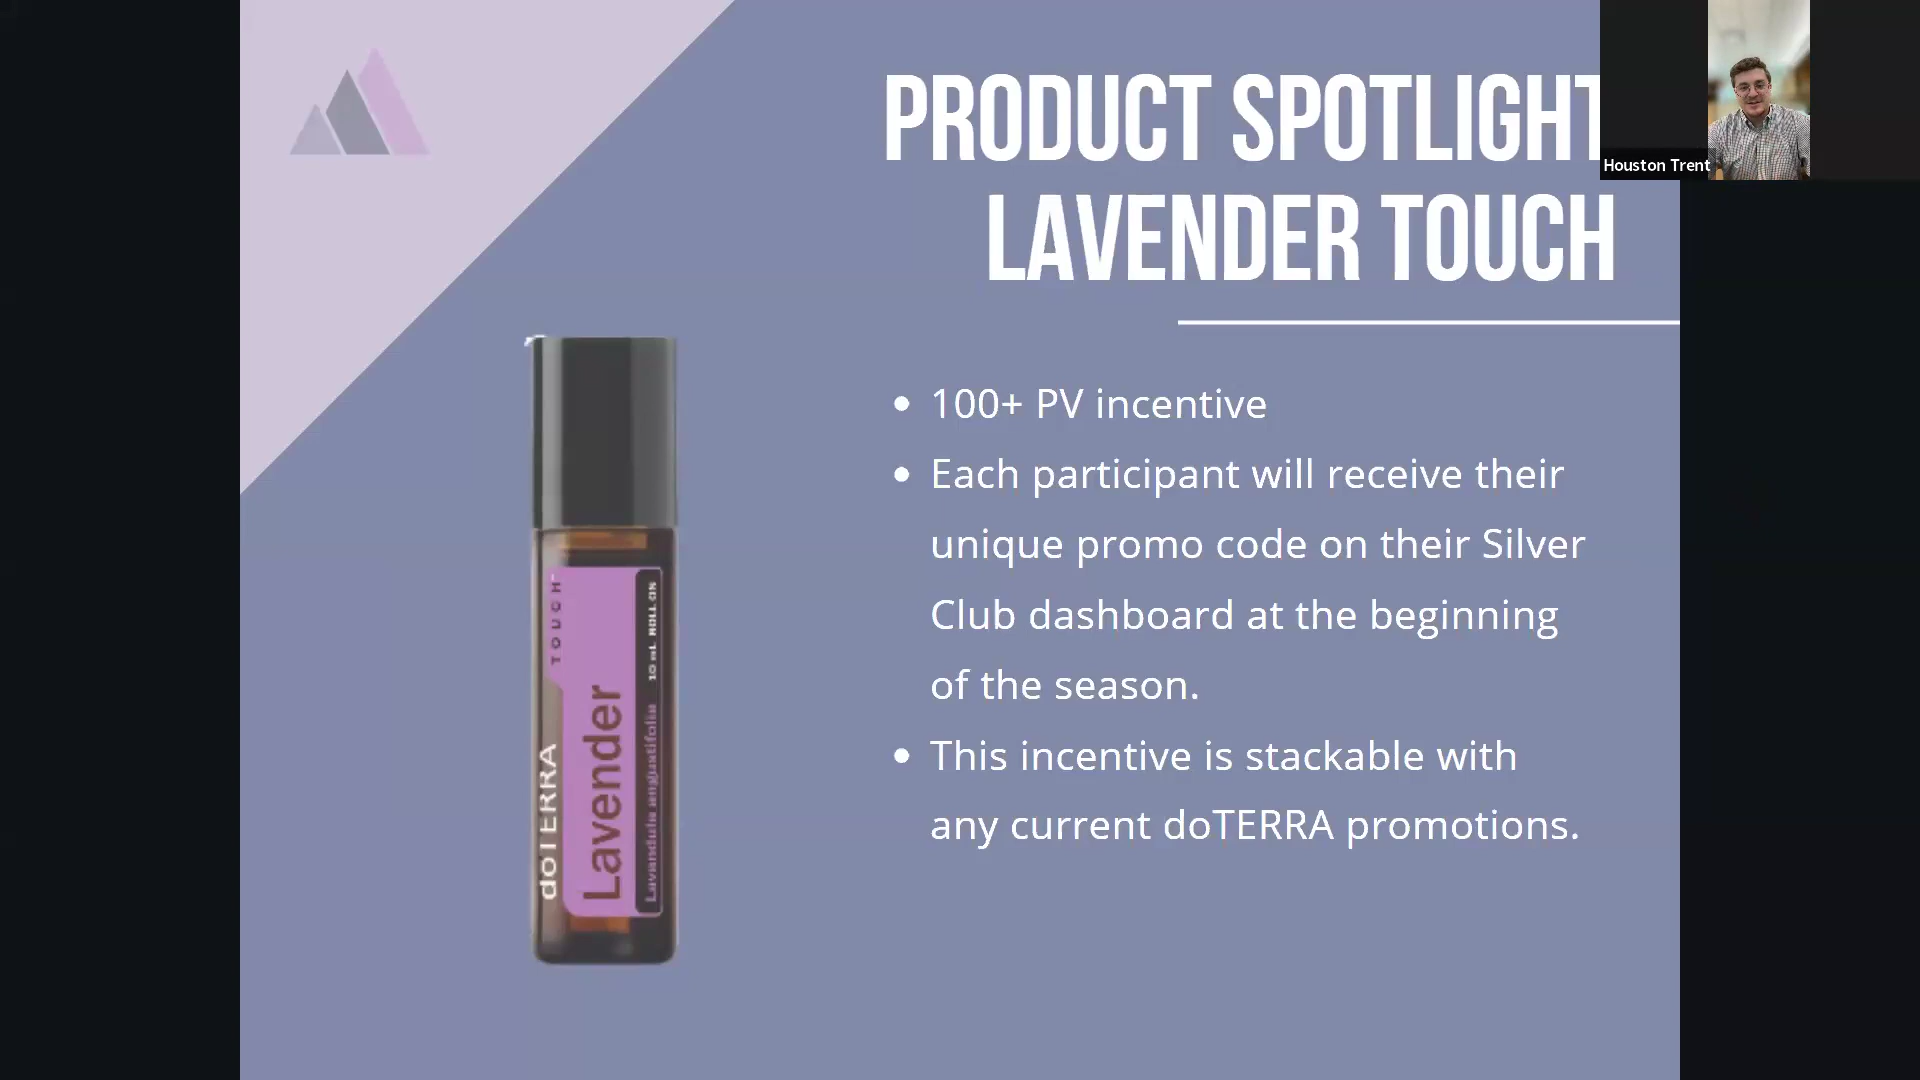 PRODUCT SPOTLIGHT
LAVENDER TOUCH
Houston Trent
• 100+ PV incentive
• Each participant will receive their
unique promo code on their Silver
Club dashboard at the beginning
of the season.
• This incentive is stackable with
any current doTERRA promotions.
doTERRA
TOUCH
Lavender
Lavandula angustifolia
10 mL ROLL ON